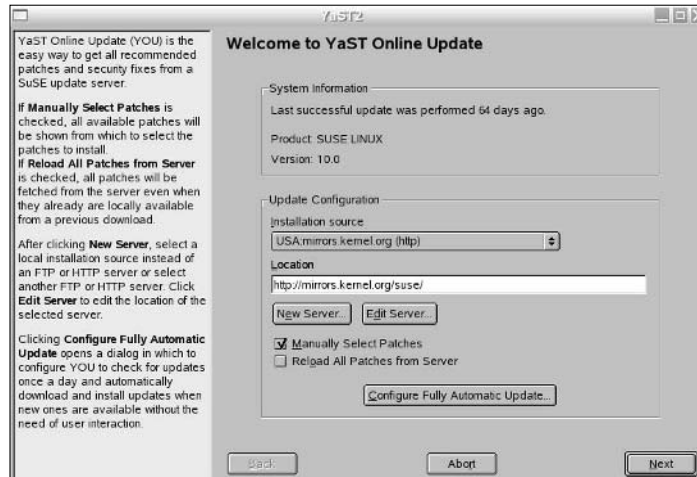 YaST2
YaST Online Update (YOU) is the
easy way to get all recommended
patches and security fixes from a
SuSE update server.
If Manually Select Patches is
checked, all available patches will
be shown from which to select the
patches to install.
If Reload All Patches from Server
is checked, all patches will be
fetched from the server even when
they already are locally available
from a previous download.
After clicking New Server, select a
local installation source instead of
an FTP or HTTP server or select
another FTP or HTTP server. Click
Edit Server to edit the location of the
selected server.
Clicking Configure Fully Automatic
Update opens a dialog in which to
configure YOU to check for updates
once a day and automatically
download and install updates when
new ones are available without the
need of user interaction.
Welcome to YaST Online Update
System Information
Last successful update was performed 64 days ago.
Product: SUSE LINUX
Version: 10.0
Update Configuration
Installation source
USA:mirrors.kernel.org (http)
Location
http://mirrors.kernel.org/suse/
New Server... Edit Server...
Manually Select Patches
Reload All Patches from Server
Configure Fully Automatic Update...
Back Abort Next